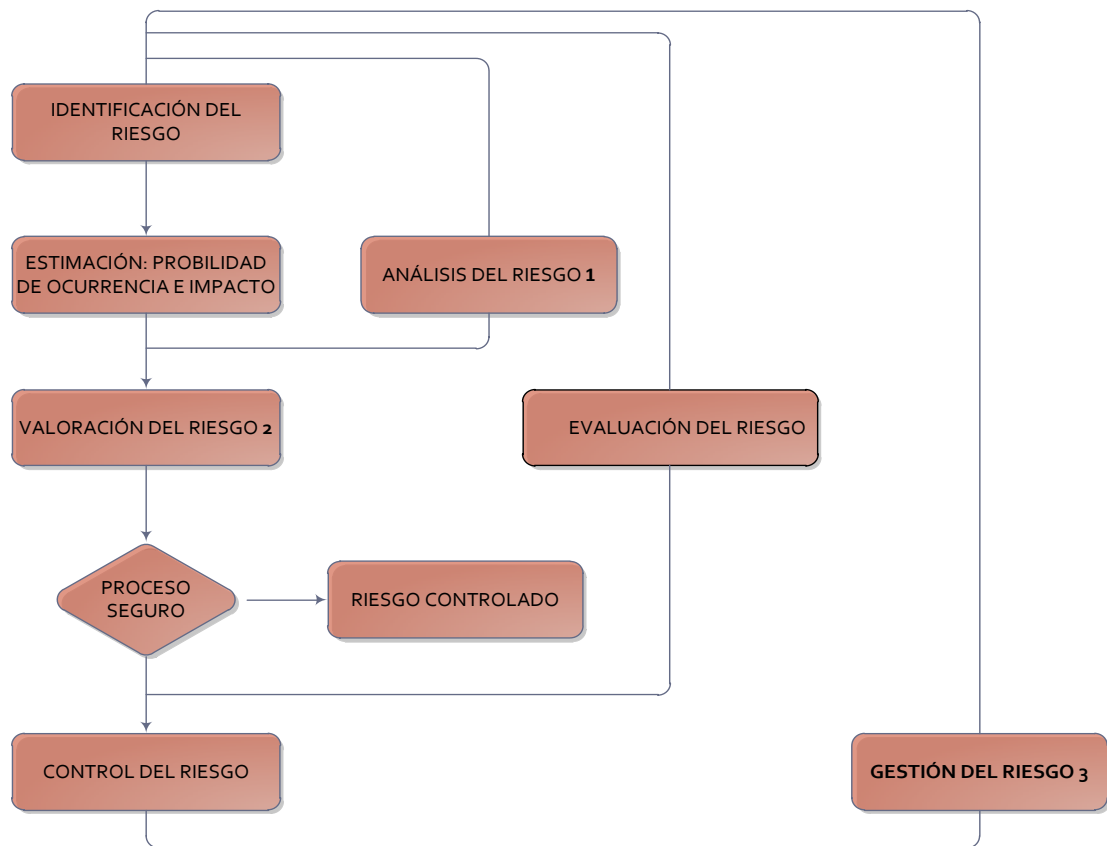 IDENTIFICACIÓN DEL
RIESGO
ESTIMACIÓN: PROBILIDAD
DE OCURRENCIA E IMPACTO
ANÁLISIS DEL RIESGO 1
VALORACIÓN DEL RIESGO 2
EVALUACIÓN DEL RIESGO
PROCESO
SEGURO
RIESGO CONTROLADO
CONTROL DEL RIESGO
GESTIÓN DEL RIESGO 3